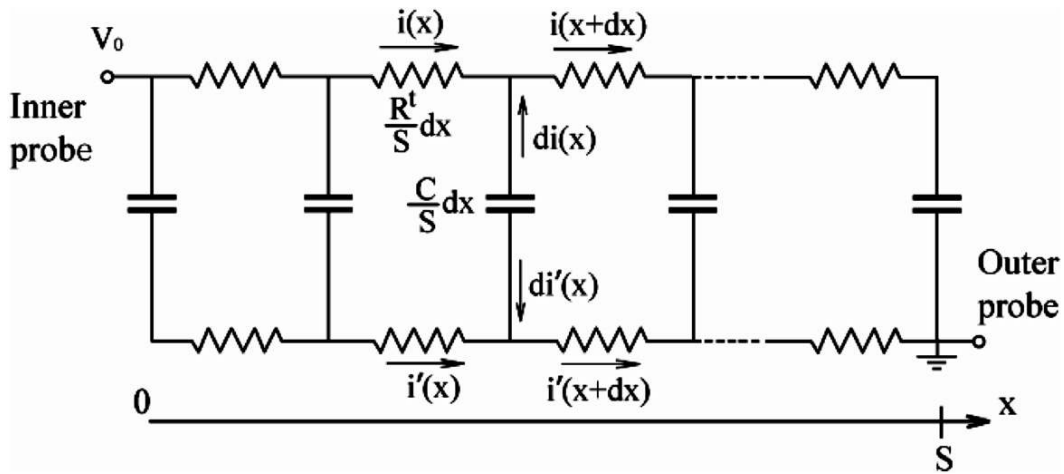 V₀
i(x)
i(x+dx)
Inner
probe
Rᵗ
S dx
di(x)
C
S dx
di′(x)
Outer
probe
i′(x)
i′(x+dx)
0
x
S